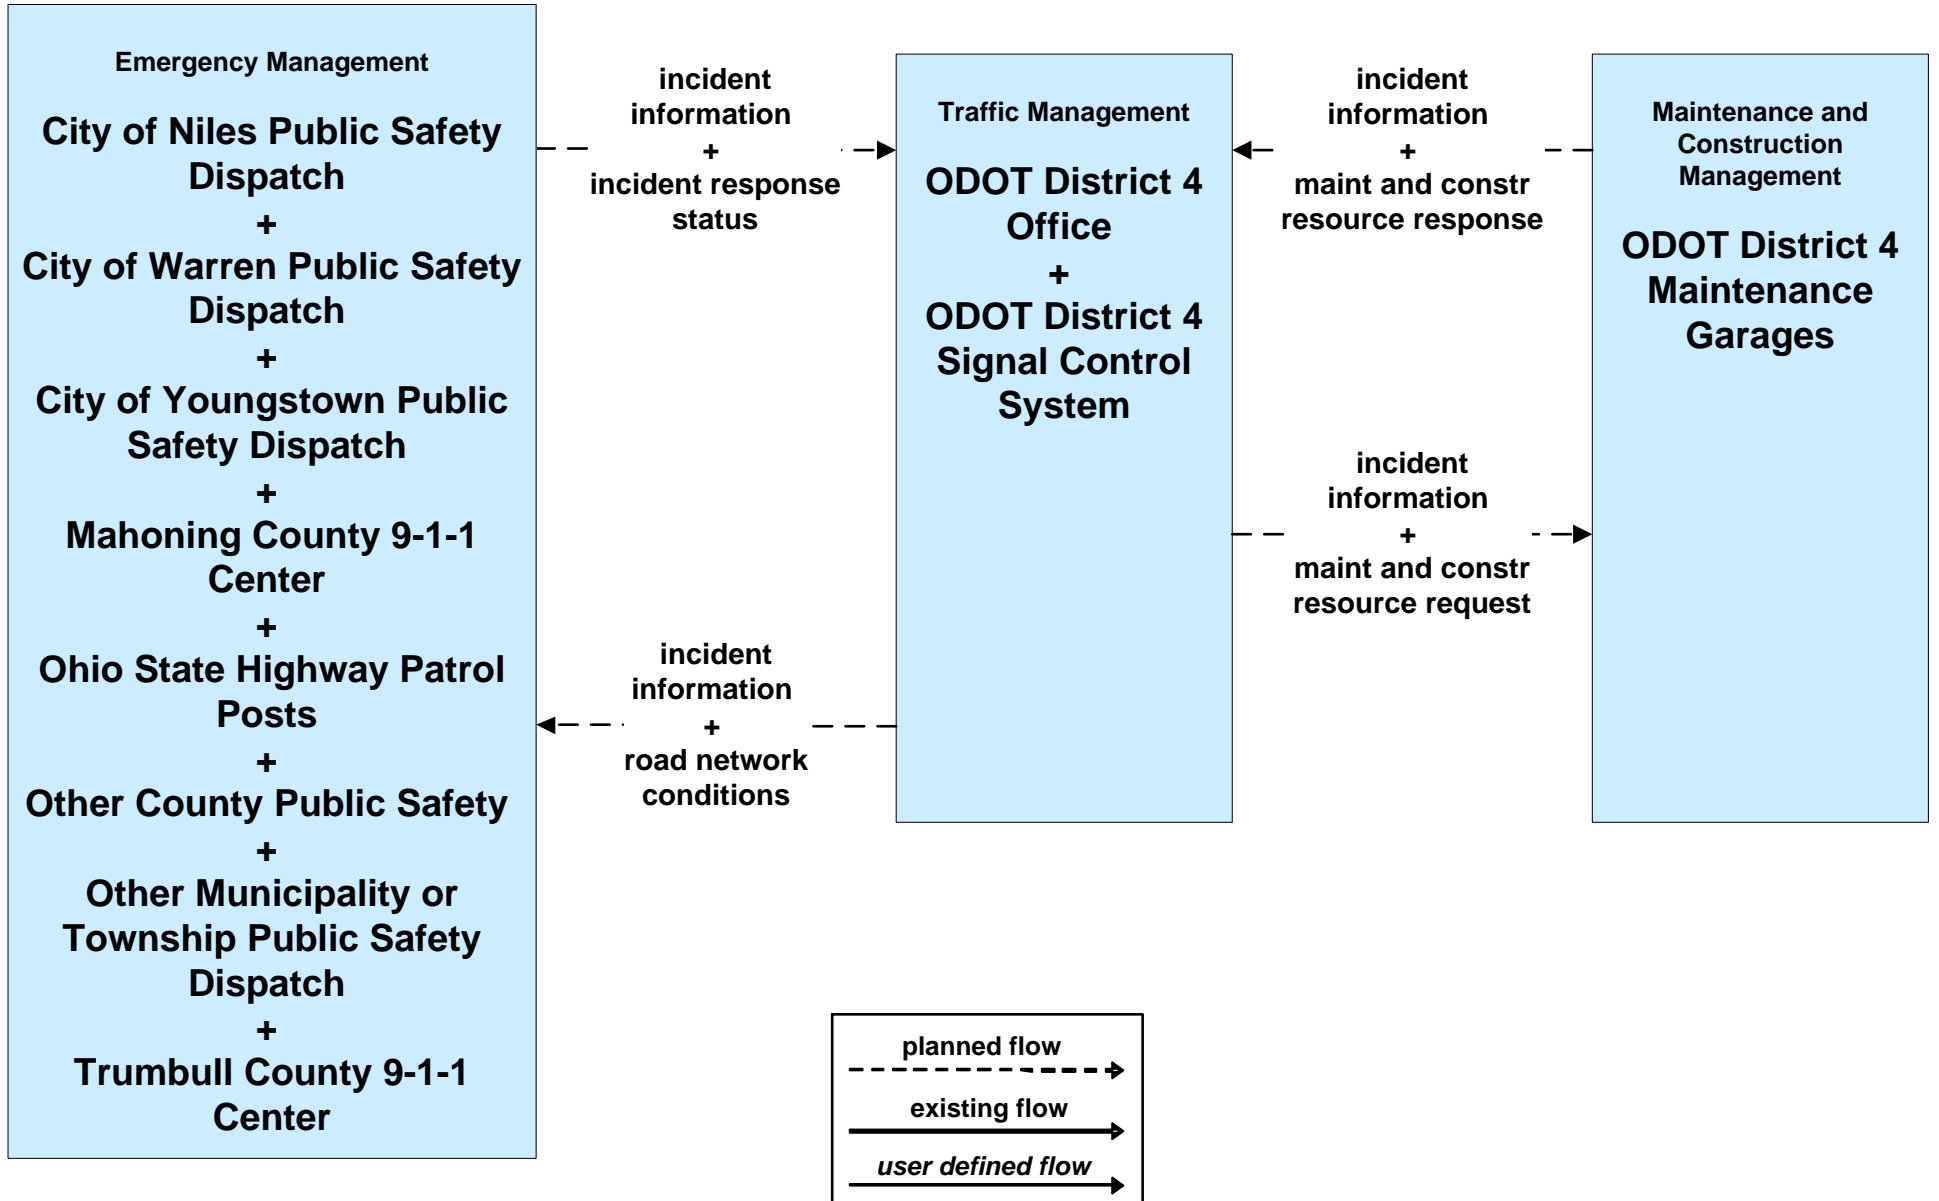 Emergency Management
City of Niles Public Safety
Dispatch
+
City of Warren Public Safety
Dispatch
+
City of Youngstown Public
Safety Dispatch
+
Mahoning County 9-1-1
Center
+
Ohio State Highway Patrol
Posts
+
Other County Public Safety
+
Other Municipality or
Township Public Safety
Dispatch
+
Trumbull County 9-1-1
Center
incident
information
+
incident response
status
incident
information
+
road network
conditions
Traffic Management
ODOT District 4
Office
+
ODOT District 4
Signal Control
System
incident
information
+
maint and constr
resource response
incident
information
+
maint and constr
resource request
Maintenance and
Construction
Management
ODOT District 4
Maintenance
Garages
planned flow
existing flow
user defined flow